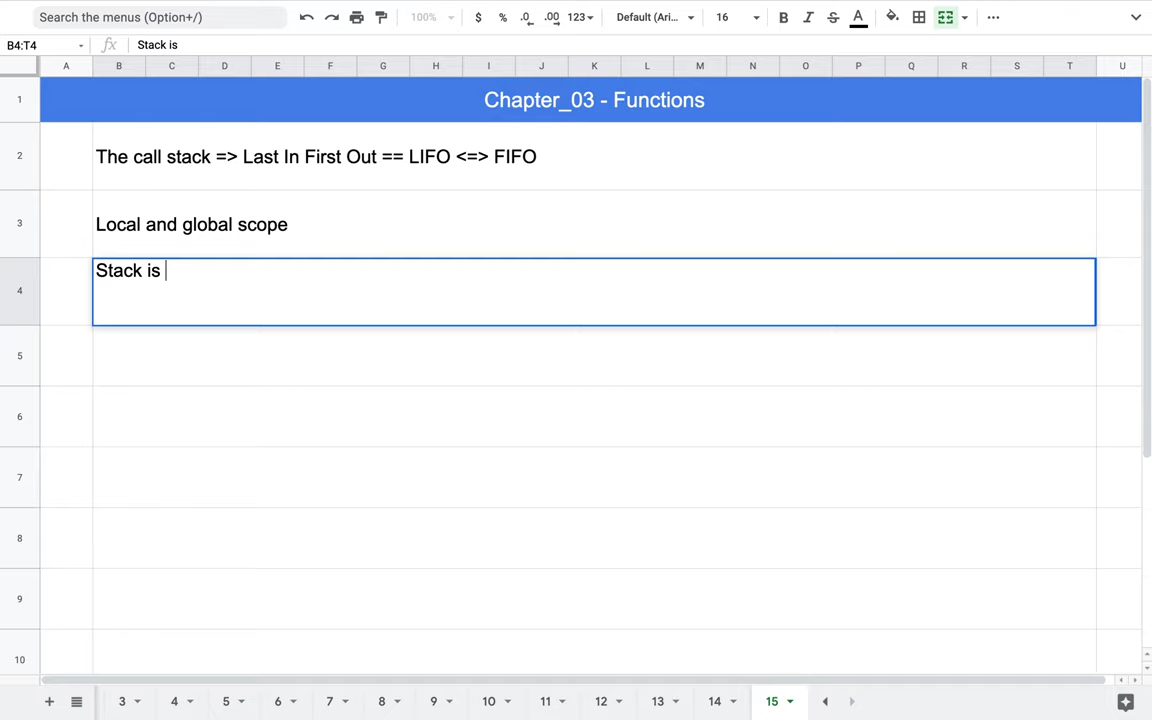 Search the menus (Option+/)
100%
$ % .0 .00 123
Default (Ari...
16
B I S A
B4:T4
fx
Stack is
A B C D E F G H I J K L M N O P Q R S T U
1 Chapter_03 - Functions
2 The call stack => Last In First Out == LIFO <=> FIFO
3 Local and global scope
4 Stack is
5
6
7
8
9
10
3 4 5 6 7 8 9 10 11 12 13 14 15